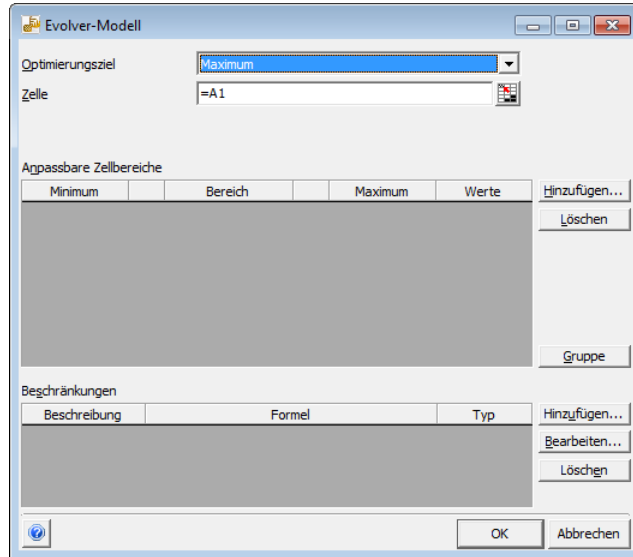 Evolver-Modell
Optimierungsziel
Maximum
Zelle
=A1
Anpassbare Zellbereiche
Minimum Bereich Maximum Werte
Hinzufügen...
Löschen
Gruppe
Beschränkungen
Beschreibung Formel Typ
Hinzufügen...
Bearbeiten...
Löschen
OK Abbrechen